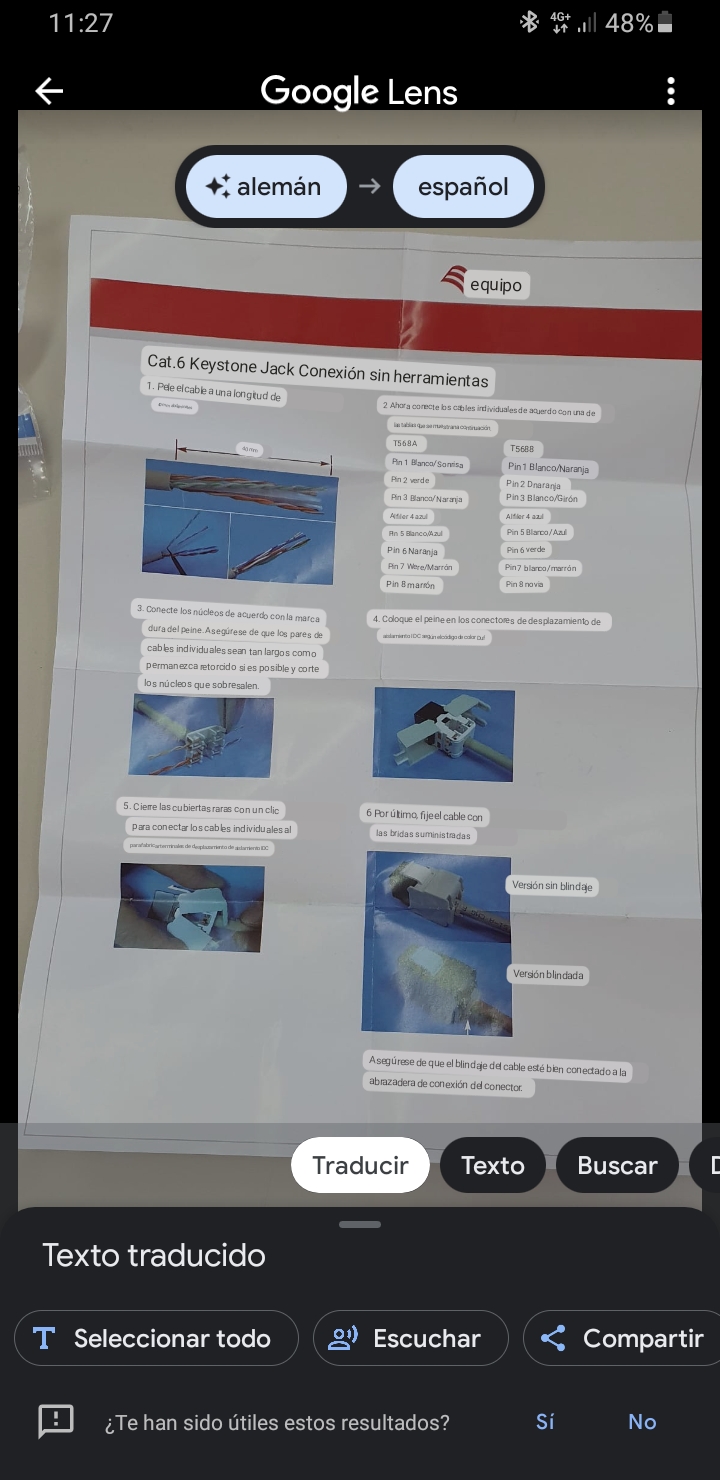 11:27
4G+
48%
Google Lens
alemán
español
equipo
Cat.6 Keystone Jack Conexión sin herramientas
1. Pele el cable a una longitud de
40 mm
2 Ahora conecte los cables individuales de acuerdo con una de
las tablas que se muestran a continuación
T568A
Pin 1 Blanco/Sonrisa
Pin 2 verde
Pin 3 Blanco/Naranja
Alfiler 4 azul
Pin 5 Blanco/Azul
Pin 6 Naranja
Pin 7 Were/Marrón
Pin 8 marrón
T5688
Pin 1 Blanco/Naranja
Pin 2 Dnaranja
Pin 3 Blanco/Girón
Alfiler 4 azul
Pin 5 Blanco/Azul
Pin 6 verde
Pin7 blanco/marrón
Pin 8 novia
3. Conecte los núcleos de acuerdo con la marca
dura del peine. Asegúrese de que los pares de
cables individuales sean tan largos como
permanezca retorcido si es posible y corte
los núcleos que sobresalen.
4. Coloque el peine en los conectores de desplazamiento de
aislamiento IDC según el código de color
5. Cierre las cubiertas raras con un clic
para conectar los cables individuales al
terminales de desplazamiento de aislamiento IDC
6 Por último, fije el cable con
las bridas suministradas
Versión sin blindaje
Versión blindada
Asegúrese de que el blindaje del cable esté bien conectado a la
abrazadera de conexión del conector.
Traducir
Texto
Buscar
Texto traducido
Seleccionar todo
Escuchar
Compartir
¿Te han sido útiles estos resultados?
Sí
No